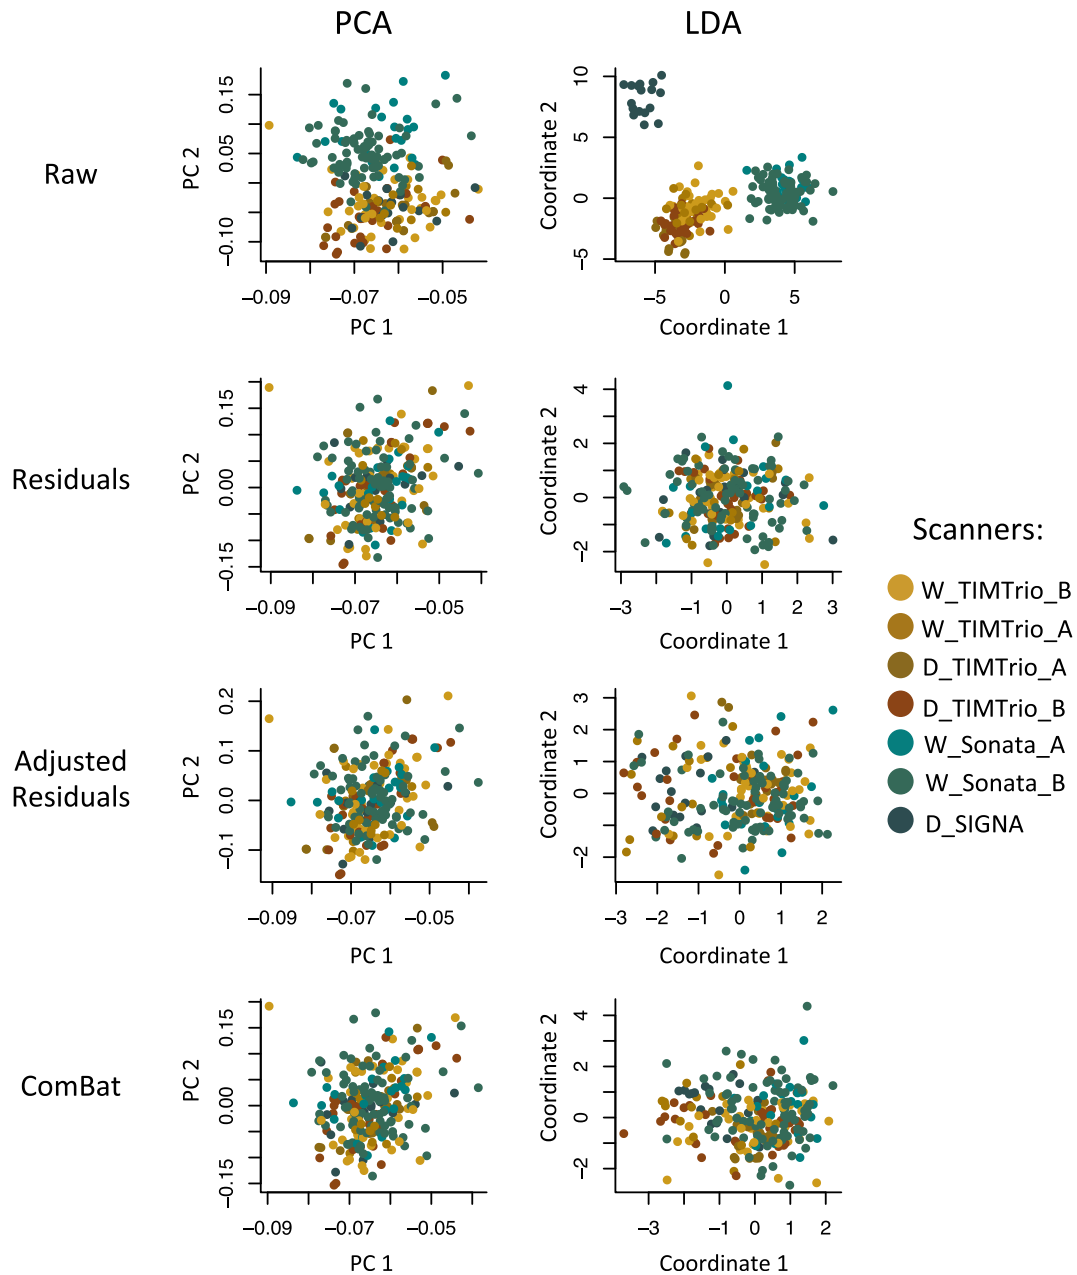 PCA
LDA
Raw
PC 2
0.15
0.05
−0.10
−0.09
−0.07
−0.05
PC 1
Coordinate 2
10
5
0
−5
−5
0
5
Coordinate 1
Residuals
PC 2
0.15
0.00
−0.15
−0.09
−0.07
−0.05
PC 1
Coordinate 2
4
2
0
−2
−3
−1
0
1
2
3
Coordinate 1
Scanners:
W_TIMTrio_B
W_TIMTrio_A
D_TIMTrio_A
D_TIMTrio_B
W_Sonata_A
W_Sonata_B
D_SIGNA
Adjusted
Residuals
PC 2
0.2
0.1
0.0
−0.1
−0.09
−0.07
−0.05
PC 1
Coordinate 2
3
2
1
0
−2
−3
−2
−1
0
1
2
Coordinate 1
ComBat
PC 2
0.15
0.00
−0.15
−0.09
−0.07
−0.05
PC 1
Coordinate 2
4
2
0
−2
−3
−1
0
1
2
Coordinate 1